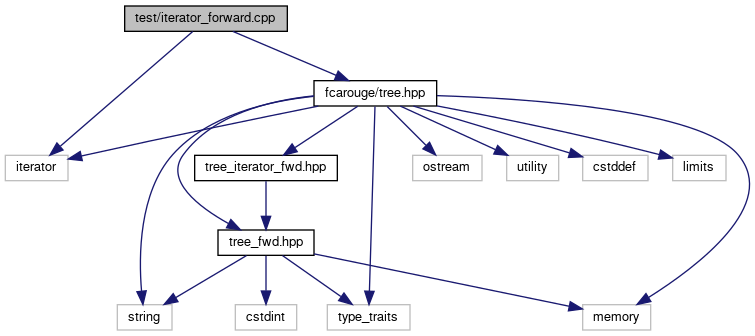 test/iterator_forward.cpp
fcarouge/tree.hpp
iterator
tree_iterator_fwd.hpp
ostream
utility
cstddef
limits
tree_fwd.hpp
string
cstdint
type_traits
memory